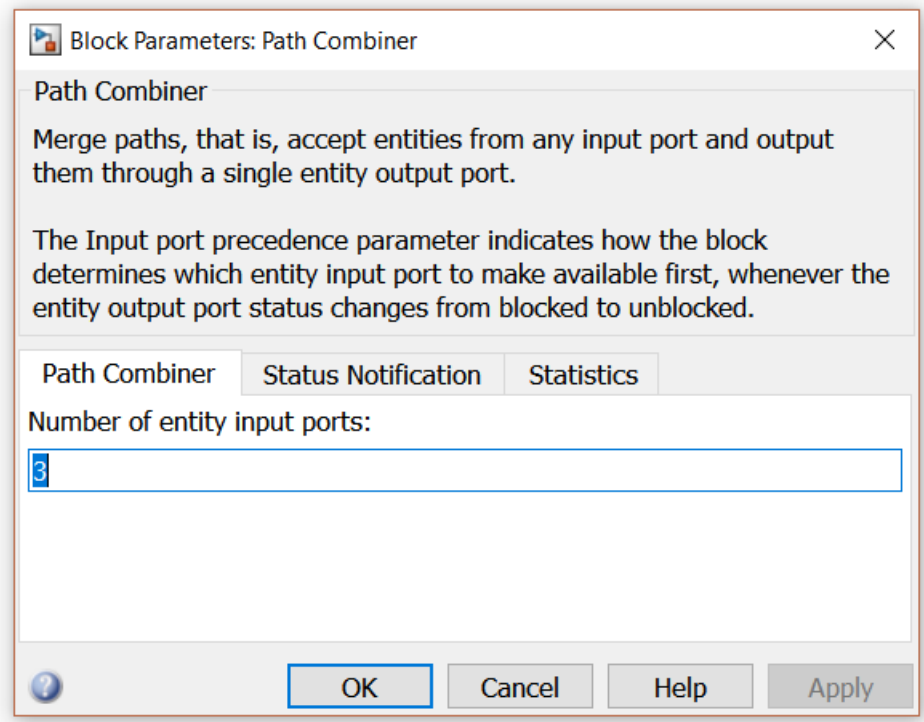 Block Parameters: Path Combiner
Path Combiner
Merge paths, that is, accept entities from any input port and output
them through a single entity output port.
The Input port precedence parameter indicates how the block
determines which entity input port to make available first, whenever the
entity output port status changes from blocked to unblocked.
Path Combiner Status Notification Statistics
Number of entity input ports:
3
? OK Cancel Help Apply